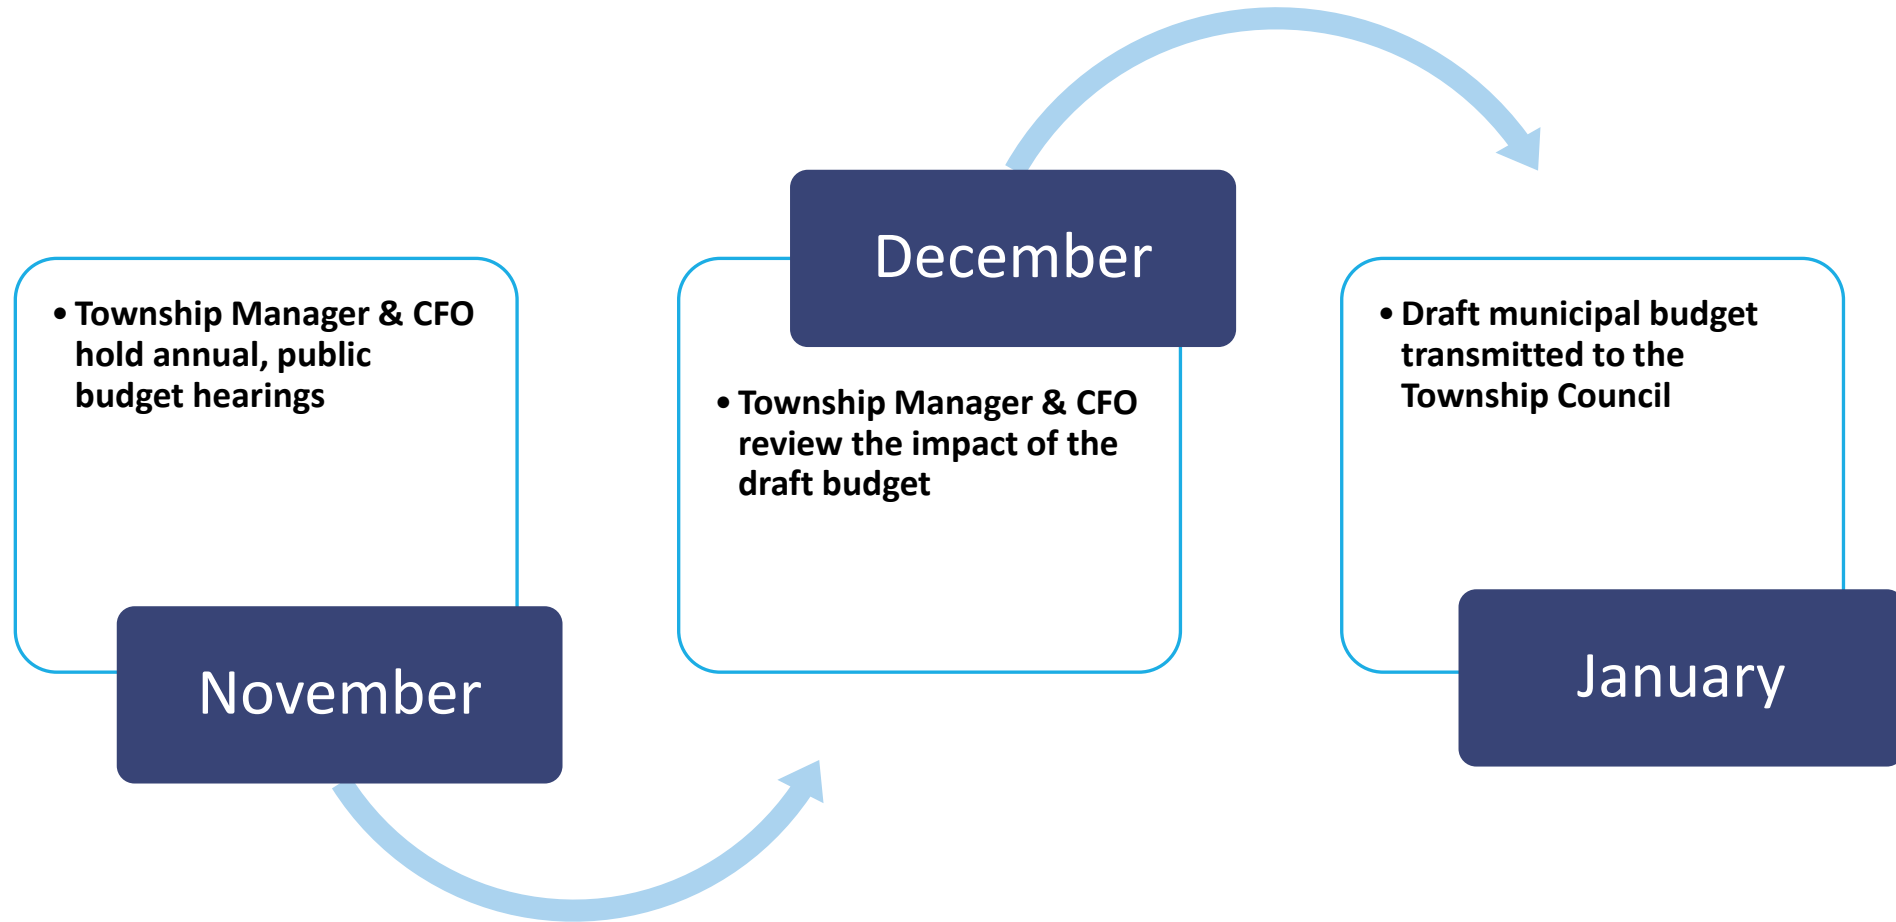 • Township Manager & CFO
hold annual, public
budget hearings
November
December
• Township Manager & CFO
review the impact of the
draft budget
• Draft municipal budget
transmitted to the
Township Council
January